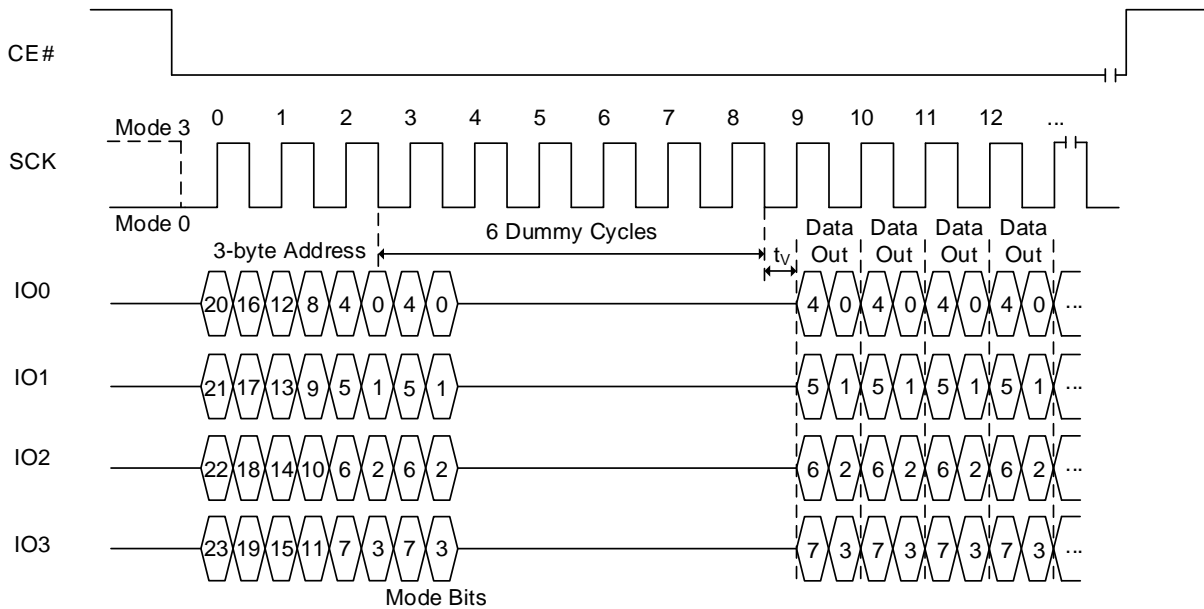 CE#
0 1 2 3 4 5 6 7 8 9 10 11 12 ...
Mode 3
SCK
Mode 0
6 Dummy Cycles
Data Data Data Data
3-byte Address
tV
Out Out Out Out
IO0
20 16 12 8 4 0 4 0 4 0 4 0 4 0 4 0 ...
IO1
21 17 13 9 5 1 5 1 5 1 5 1 5 1 5 1 ...
IO2
22 18 14 10 6 2 6 2 6 2 6 2 6 2 6 2 ...
IO3
23 19 15 11 7 3 7 3 7 3 7 3 7 3 7 3 ...
Mode Bits